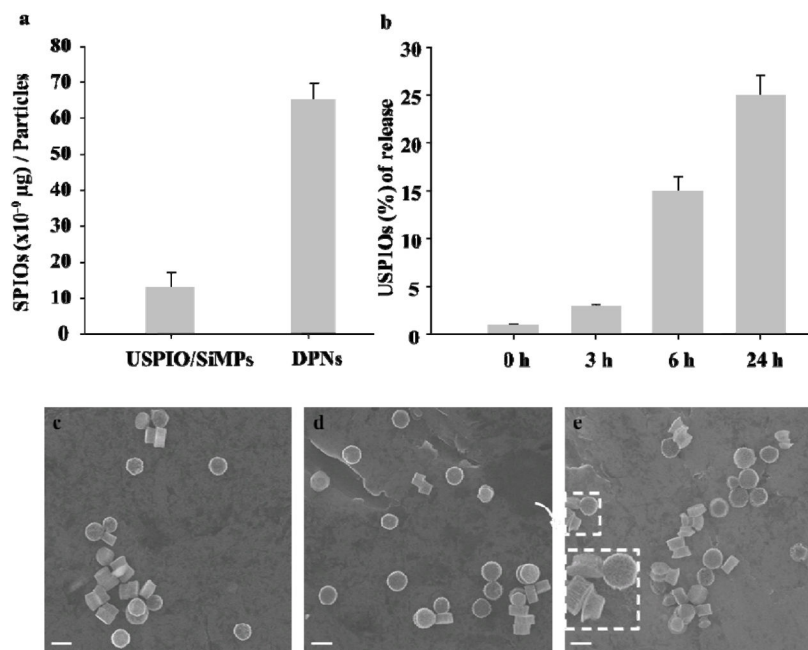 a
SPIOs (x10⁻⁹ µg) / Particles
80
70
60
50
40
30
20
10
0
USPIO/SiMPs
DPNs
b
USPIOs (%) of release
30
25
20
15
10
5
0
0 h
3 h
6 h
24 h
c
d
e